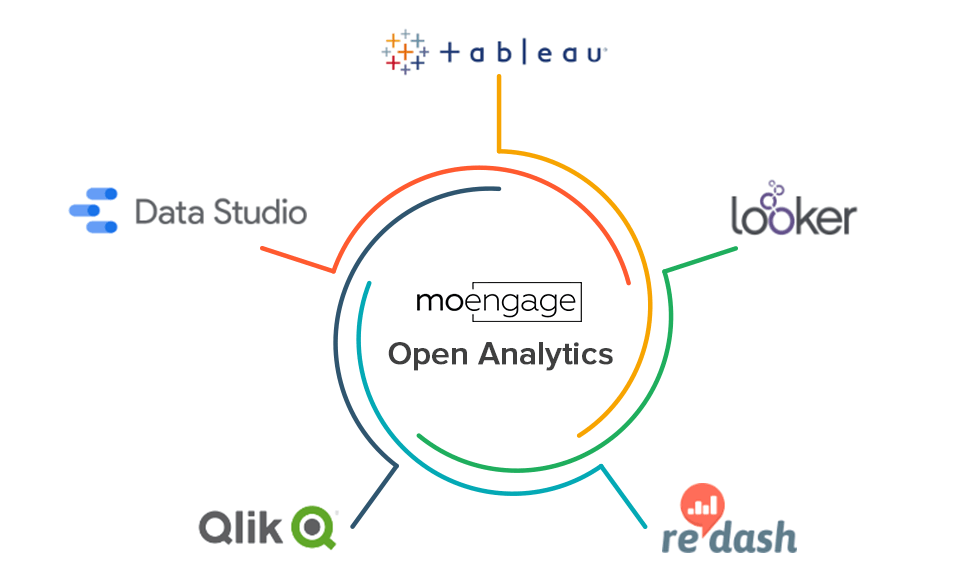 tableau
Data Studio
looker
moengage
Open Analytics
Qlik
re dash